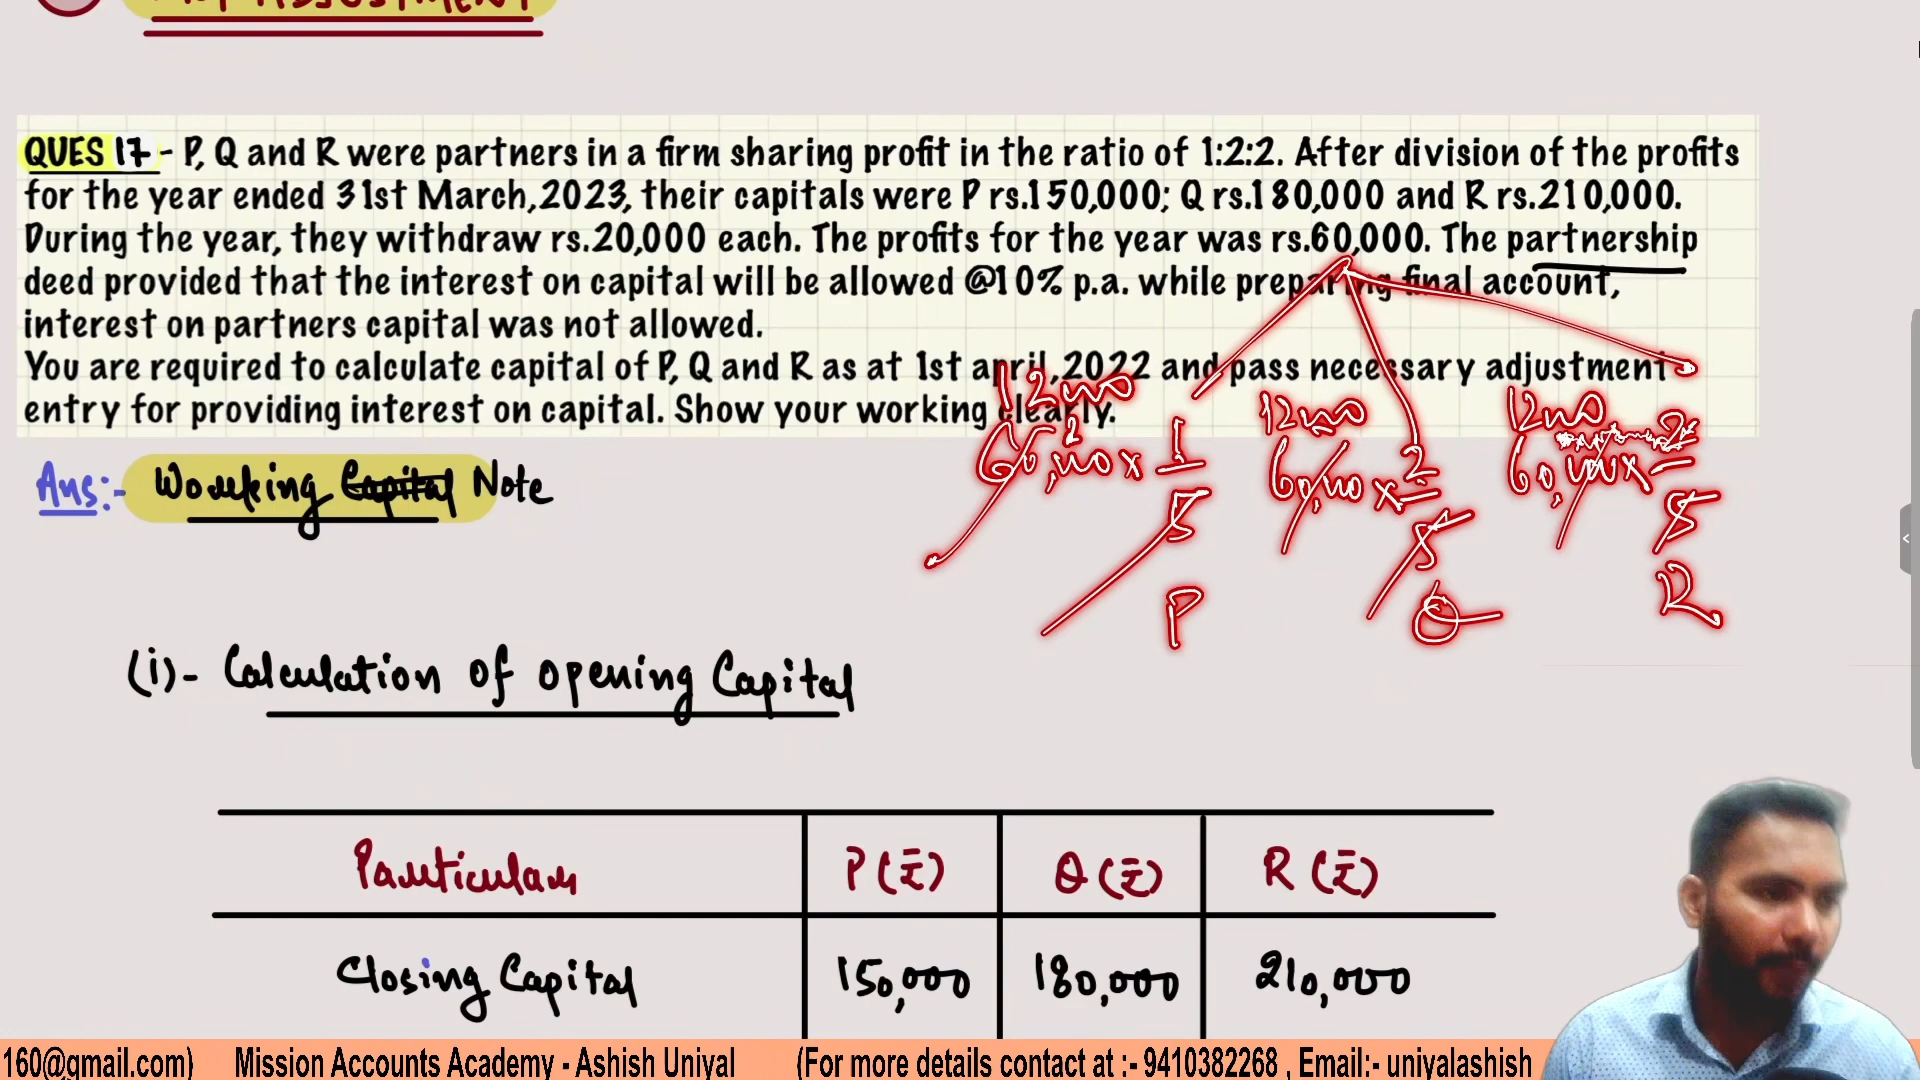 QUES 17 - P, Q and R were partners in a firm sharing profit in the ratio of 1:2:2. After division of the profits
for the year ended 31st March,2023, their capitals were P rs.150,000; Q rs.180,000 and R rs.210,000.
During the year, they withdraw rs.20,000 each. The profits for the year was rs.60,000. The partnership
deed provided that the interest on capital will be allowed @10% p.a. while preparing final account,
interest on partners capital was not allowed.
You are required to calculate capital of P, Q and R as at 1st april,2022 and pass necessary adjustment
entry for providing interest on capital. Show your working clearly.
12000 12000 12000
60,000 x 1/5 60,000 x 2/5 60,000 x 2/5
P Q R
Ans:- Working Capital Note
(i)- Calculation of opening Capital
Particulars P (₹) Q (₹) R (₹)
Closing Capital 150,000 180,000 210,000
160@gmail.com) Mission Accounts Academy - Ashish Uniyal (For more details contact at :- 9410382268 , Email:- uniyalashish